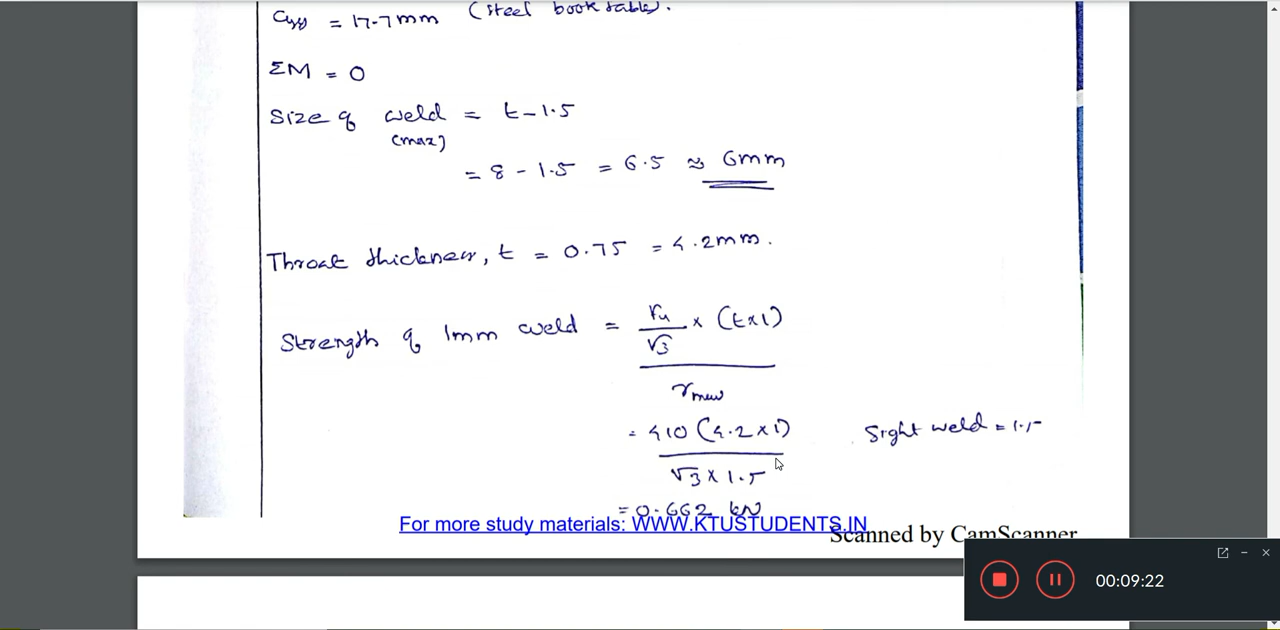 Cyy = 17.7mm (Steel book table).
ΣM = 0
Size of weld = t - 1.5
(max)
= 8 - 1.5 = 6.5 ≈ 6mm
Throat thickness, t = 0.75 = 4.2mm.
Strength of 1mm weld = fu/√3 × (t×1)
γmw
= 410 (4.2×1)
√3 × 1.5
= 0.662 kN
Sight weld = 1.5
For more study materials: WWW.KTUSTUDENTS.IN
Scanned by CamScanner
00:09:22